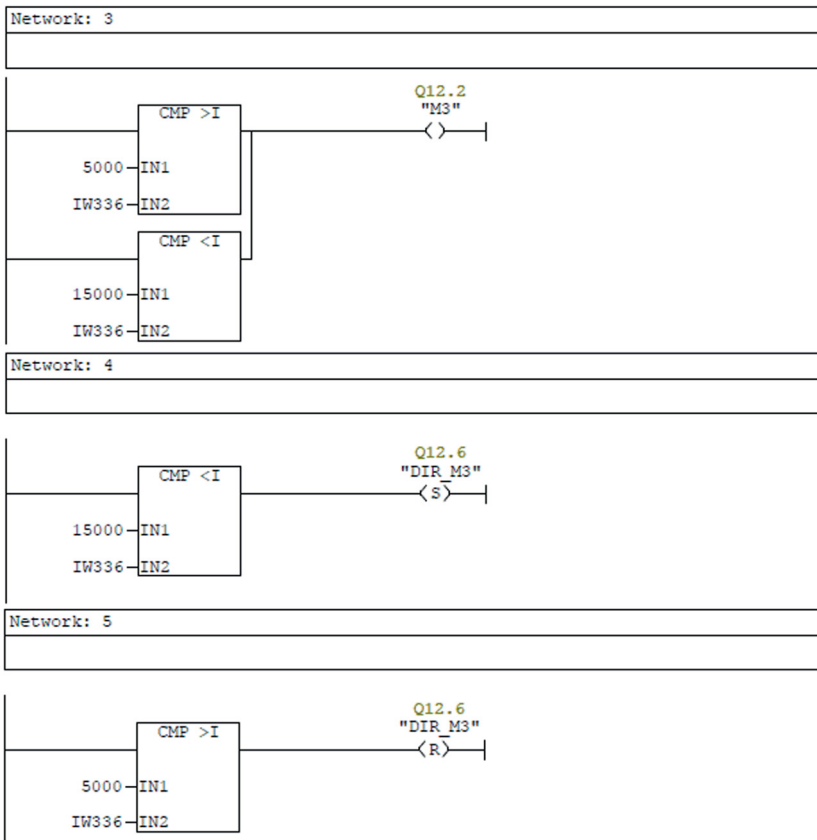 Network: 3
Q12.2
CMP >I
"M3"
5000 IN1
IW336 IN2
CMP <I
15000 IN1
IW336 IN2
Network: 4
Q12.6
CMP <I
"DIR_M3"
S
15000 IN1
IW336 IN2
Network: 5
Q12.6
CMP >I
"DIR_M3"
R
5000 IN1
IW336 IN2